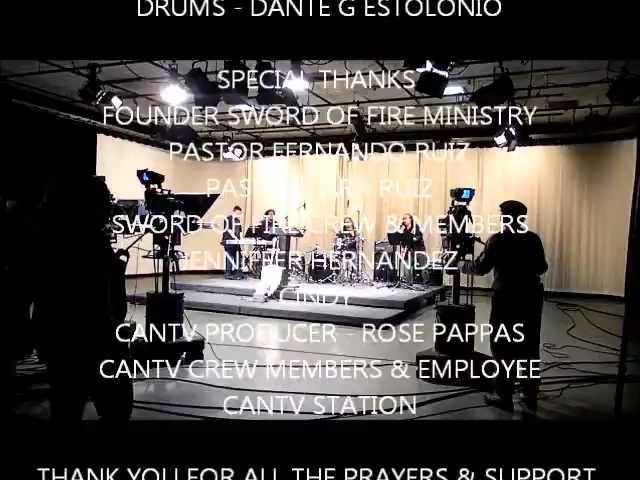 DRUMS - DANTE G ESTOLONIO
SPECIAL THANKS
FOUNDER SWORD OF FIRE MINISTRY
PASTOR FERNANDO RUIZ
RUIZ
SWORD OF FIRE CREW & MEMBERS
JENNIFFER HERNANDEZ
CINDY
CANTV PRODUCER - ROSE PAPPAS
CANTV CREW MEMBERS & EMPLOYEE
CANTV STATION
THANK YOU FOR ALL THE PRAYERS & SUPPORT